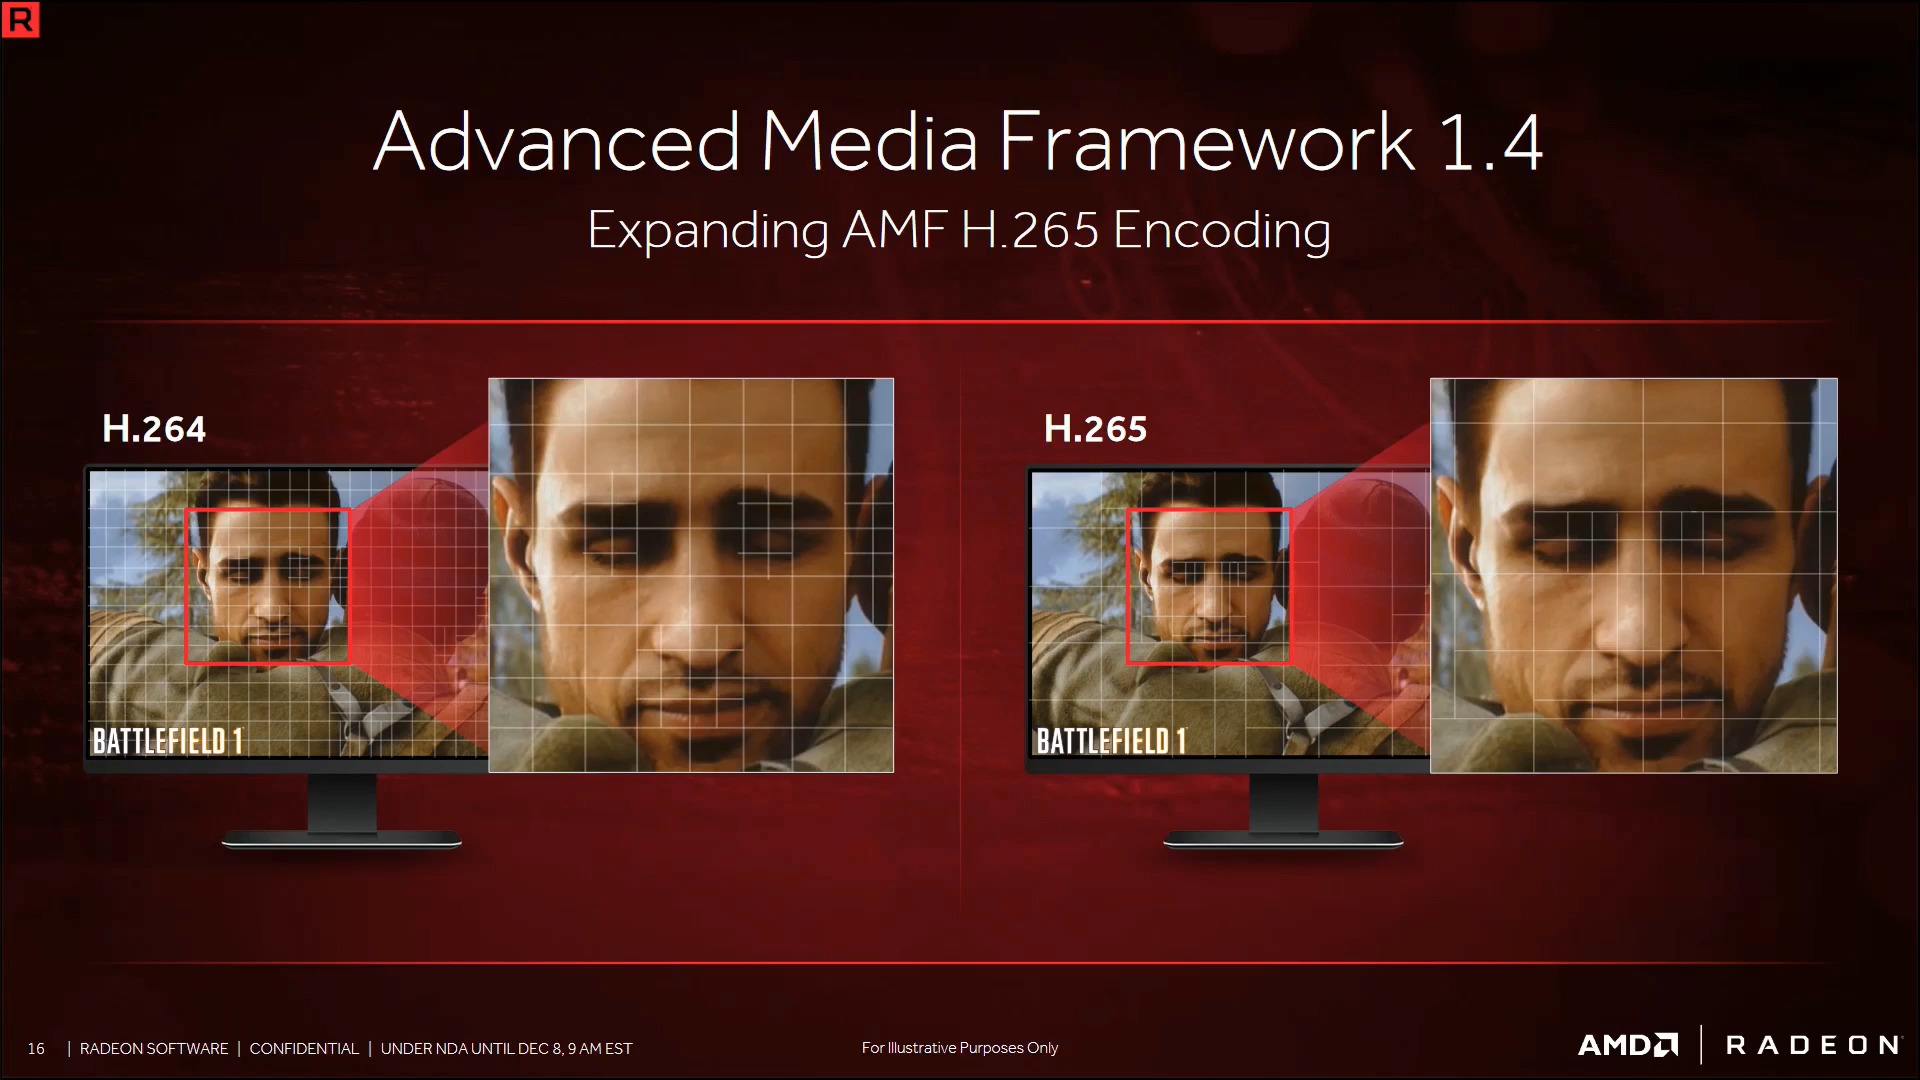 R
Advanced Media Framework 1.4
Expanding AMF H.265 Encoding
H.264
BATTLEFIELD 1
H.265
BATTLEFIELD 1
16 | RADEON SOFTWARE | CONFIDENTIAL | UNDER NDA UNTIL DEC 8, 9 AM EST
For Illustrative Purposes Only
AMD | RADEON